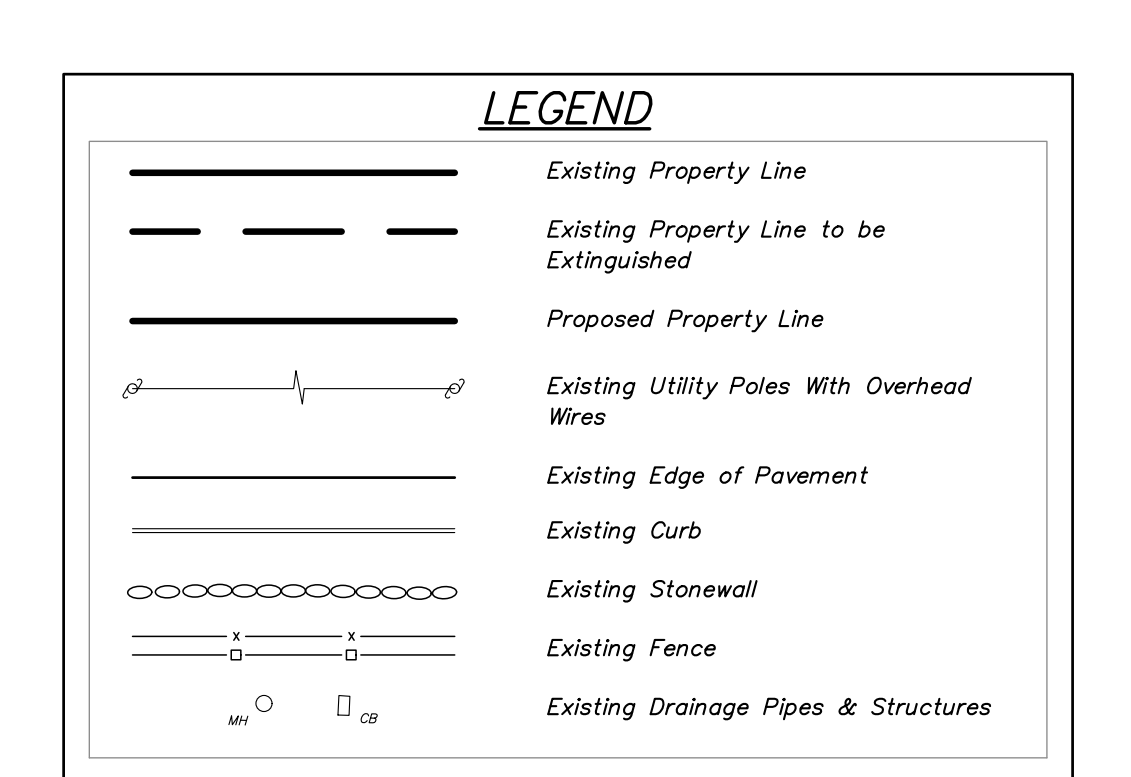 LEGEND
Existing Property Line
Existing Property Line to be
Extinguished
Proposed Property Line
Existing Utility Poles With Overhead
Wires
Existing Edge of Pavement
Existing Curb
Existing Stonewall
x x
Existing Fence
MH CB
Existing Drainage Pipes & Structures